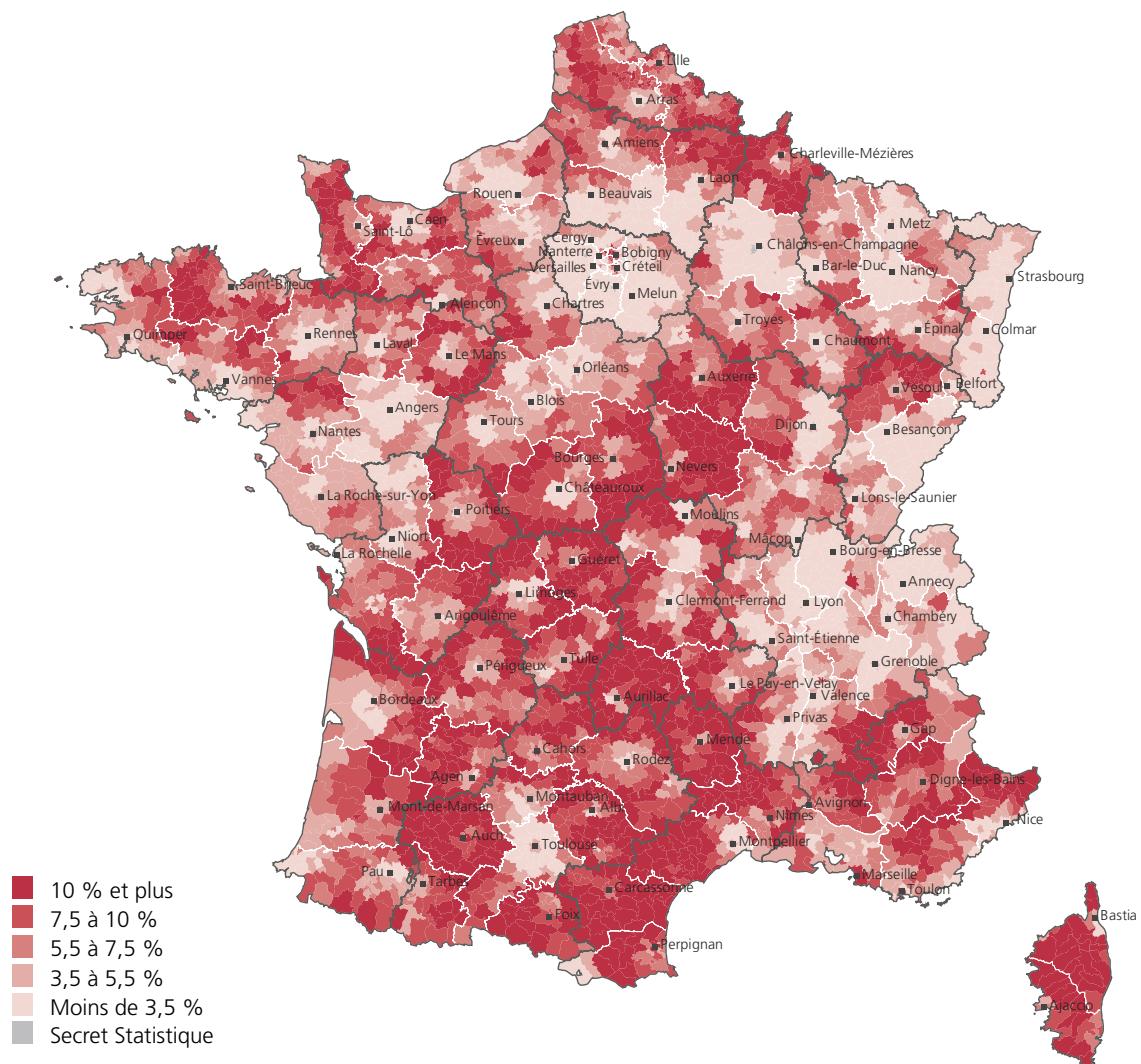 Lille
Arras
Amiens
Charleville-Mézières
Laon
Rouen
Beauvais
Caen
Saint-Lô
Metz
Évreux
Cergy
Nanterre
Bobigny
Versailles
Créteil
Châlons-en-Champagne
Bar-le-Duc
Nancy
Strasbourg
Évry
Melun
Saint-Brieuc
Alençon
Chartres
Troyes
Épinal
Colmar
Quimper
Rennes
Laval
Le Mans
Chaumont
Orléans
Auxerre
Vannes
Vesoul
Belfort
Angers
Blois
Nantes
Tours
Dijon
Besançon
Bourges
Nevers
Châteauroux
La Roche-sur-Yon
Lons-le-Saunier
Poitiers
Moulins
Niort
Mâcon
La Rochelle
Bourg-en-Bresse
Guéret
Annecy
Limoges
Clermont-Ferrand
Lyon
Angoulême
Chambéry
Saint-Étienne
Périgueux
Tulle
Grenoble
Le Puy-en-Velay
Bordeaux
Aurillac
Valence
Privas
Gap
Mende
Cahors
Rodez
Agen
Digne-les-Bains
Montauban
Mont-de-Marsan
Albi
Avignon
Nîmes
Nice
Auch
Toulouse
Montpellier
Pau
Tarbes
Marseille
Carcassonne
Toulon
Foix
Bastia
Perpignan
Ajaccio
10 % et plus
7,5 à 10 %
5,5 à 7,5 %
3,5 à 5,5 %
Moins de 3,5 %
Secret Statistique